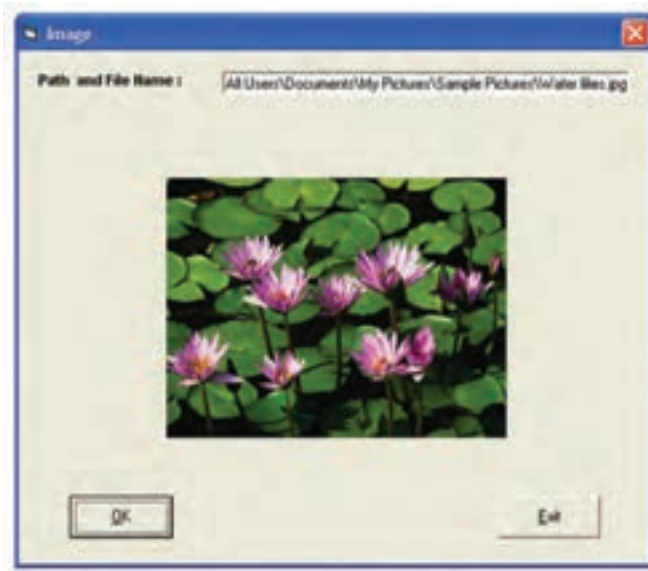 Image
Path and File Name :
All Users\Documents\My Pictures\Sample Pictures\Water lilies.jpg
OK
Exit